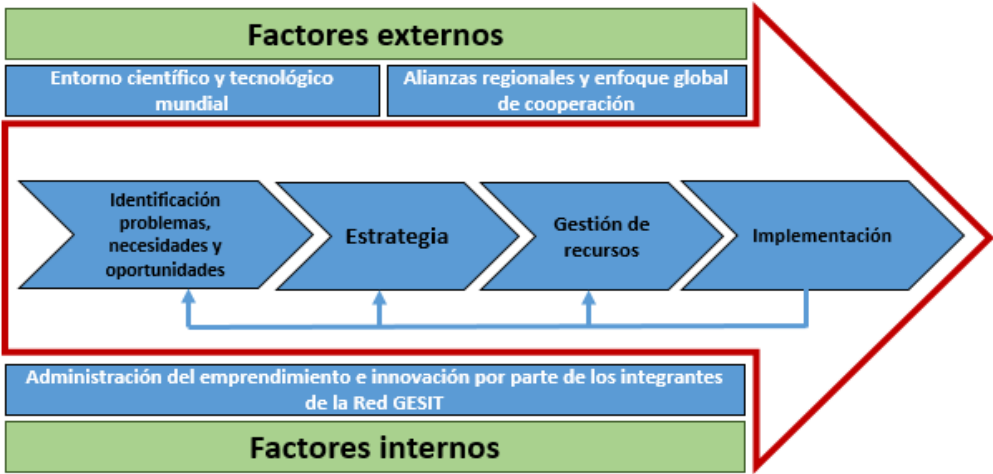 Factores externos
Entorno científico y tecnológico
mundial
Alianzas regionales y enfoque global
de cooperación
Identificación
problemas,
necesidades y
oportunidades
Estrategia
Gestión de
recursos
Implementación
Administración del emprendimiento e innovación por parte de los integrantes
de la Red GESIT
Factores internos